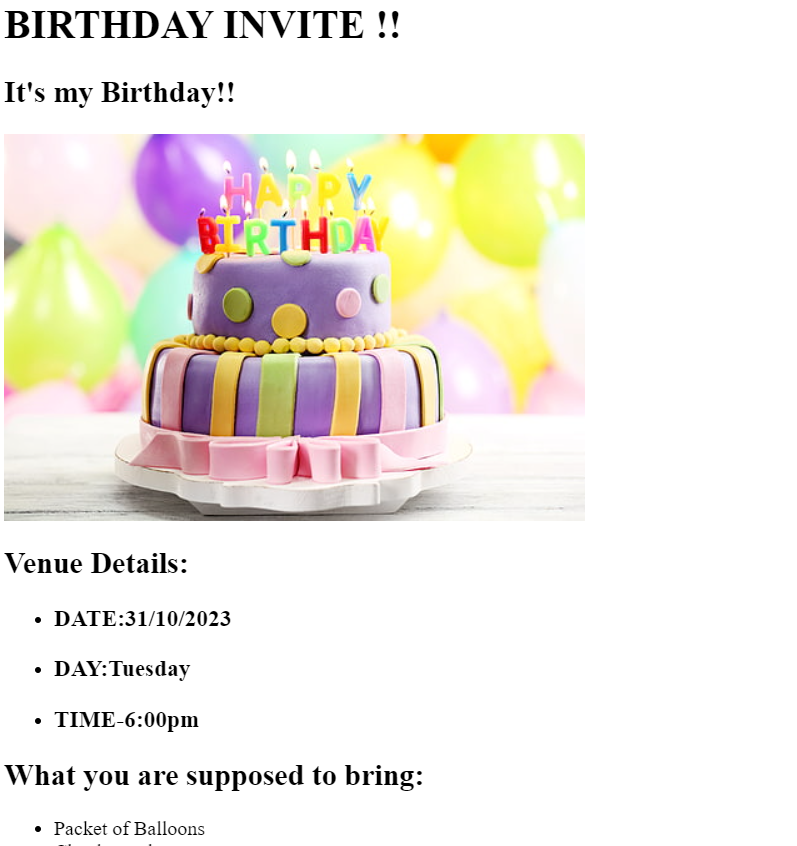 BIRTHDAY INVITE !!
It's my Birthday!!
HAPPY
BIRTHDAY
Venue Details:
DATE:31/10/2023
DAY:Tuesday
TIME-6:00pm
What you are supposed to bring:
Packet of Balloons